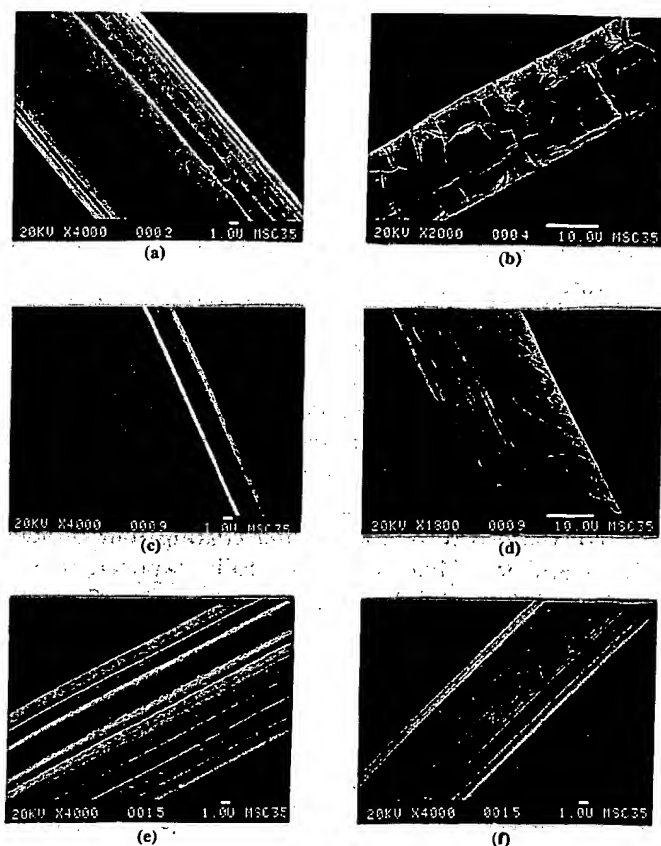 20KV X4000 0002 1.0U MSC35
(a)
20KV X2000 0004 10.0U MSC35
(b)
20KV X4000 0009 1.0U MSC35
(c)
20KV X1800 0009 10.0U MSC35
(d)
20KV X4000 0015 1.0U MSC35
(e)
20KV X4000 0015 1.0U MSC35
(f)